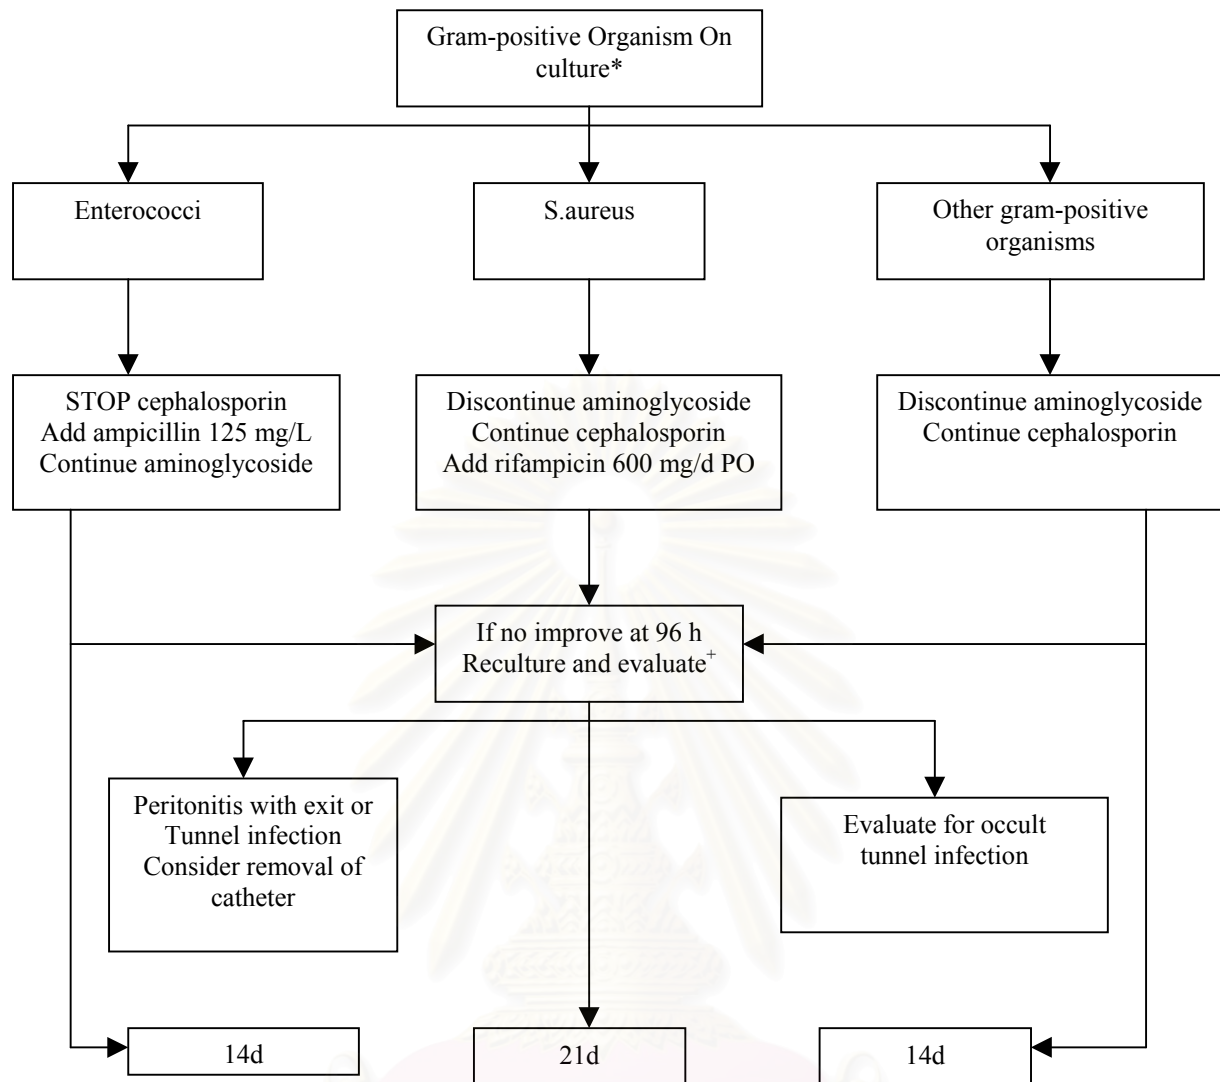 Gram-positive Organism On
culture*
Enterococci
S.aureus
Other gram-positive
organisms
STOP cephalosporin
Add ampicillin 125 mg/L
Continue aminoglycoside
Discontinue aminoglycoside
Continue cephalosporin
Add rifampicin 600 mg/d PO
Discontinue aminoglycoside
Continue cephalosporin
If no improve at 96 h
Reculture and evaluate+
Peritonitis with exit or
Tunnel infection
Consider removal of
catheter
Evaluate for occult
tunnel infection
14d
21d
14d